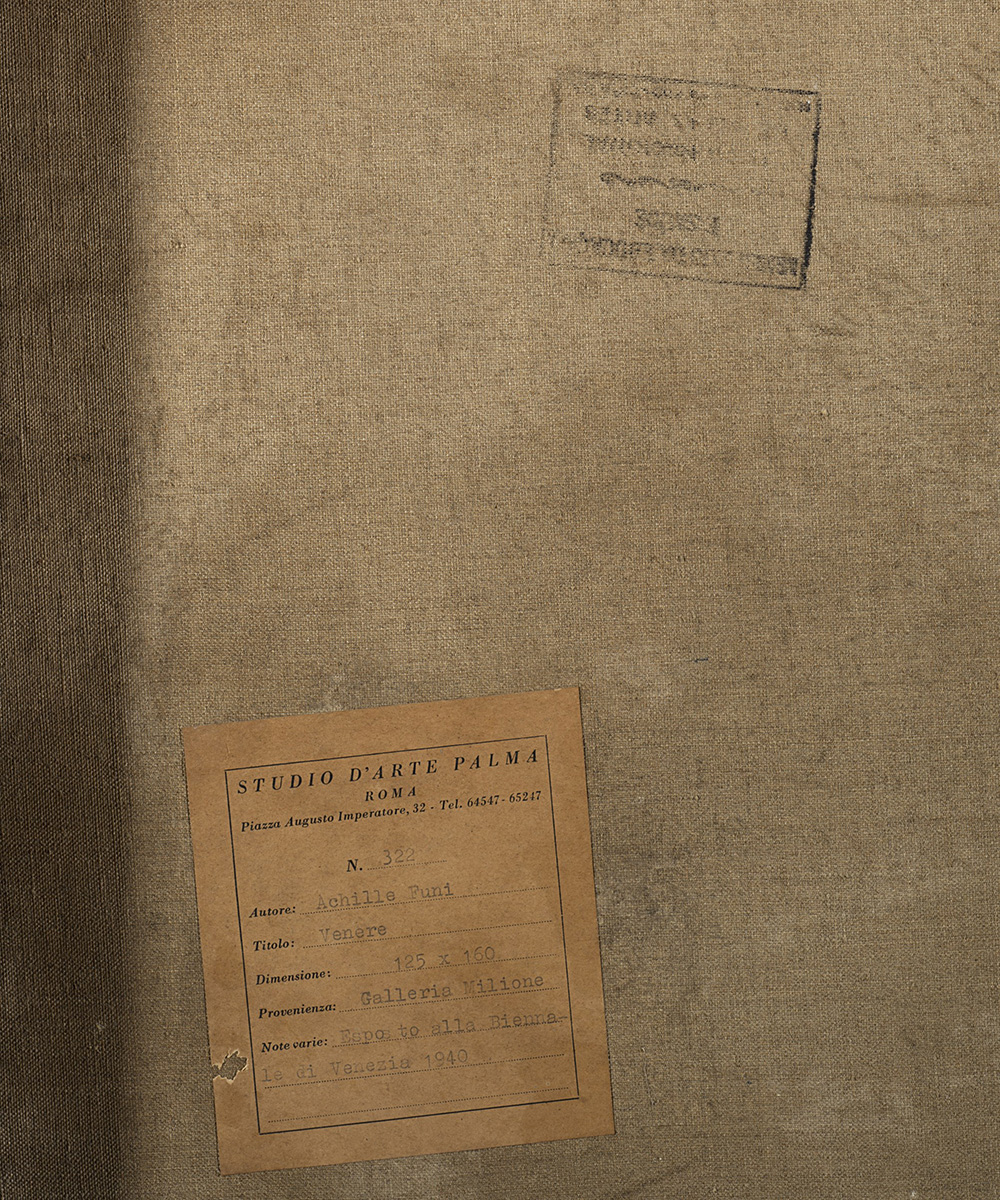 STUDIO D'ARTE PALMA
ROMA
Piazza Augusto Imperatore, 32 - Tel. 64547-65247
N. 322
Autore: Achille Funi
Titolo: Venere
Dimensione: 125 x 160
Provenienza: Galleria Milione
Note varie: Esposto alla Bienna-
le di Venezia 1940